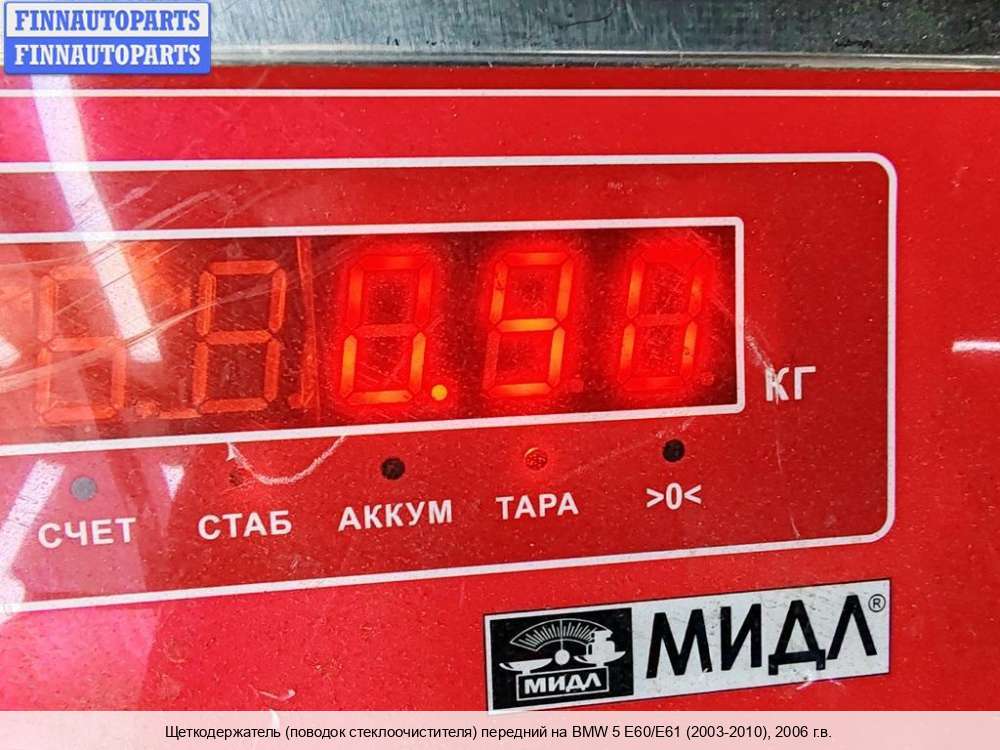 FINNAUTOPARTS
FINNAUTOPARTS
0.90
КГ
СЧЕТ СТАБ АККУМ ТАРА >0<
МИДЛ МИДЛ®
Щеткодержатель (поводок стеклоочистителя) передний на BMW 5 E60/E61 (2003-2010), 2006 г.в.